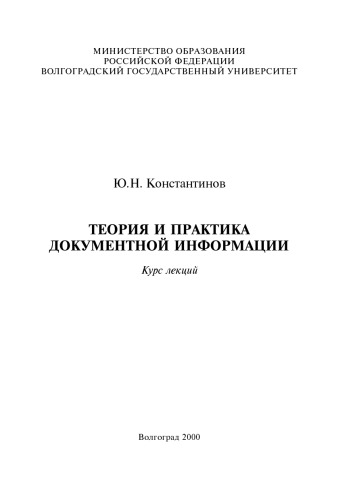 МИНИСТЕРСТВО ОБРАЗОВАНИЯ
РОССИЙСКОЙ ФЕДЕРАЦИИ
ВОЛГОГРАДСКИЙ ГОСУДАРСТВЕННЫЙ УНИВЕРСИТЕТ
Ю.Н. Константинов
ТЕОРИЯ И ПРАКТИКА
ДОКУМЕНТНОЙ ИНФОРМАЦИИ
Курс лекций
Волгоград 2000